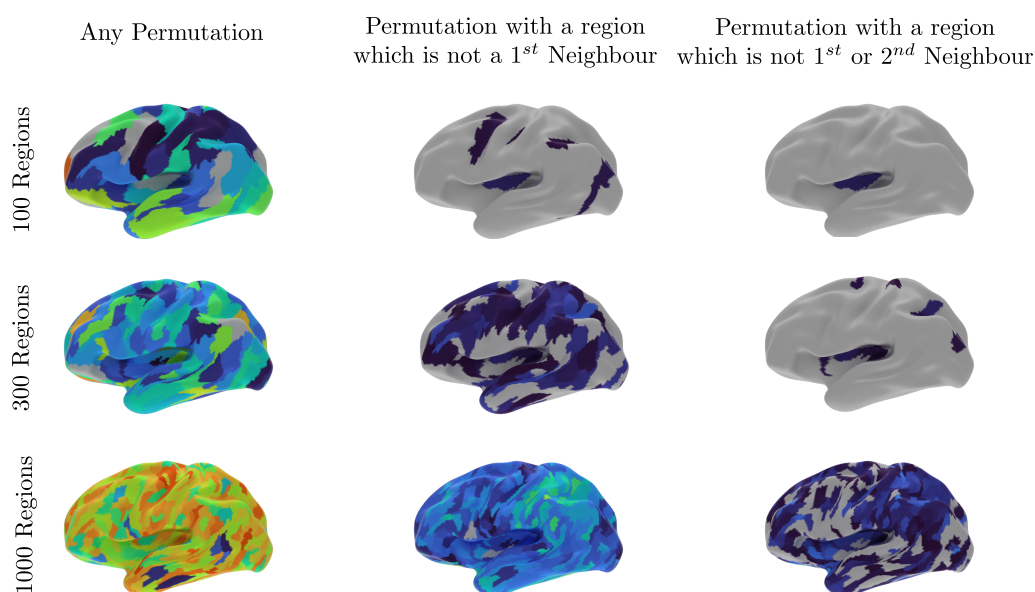 Any Permutation
Permutation with a region
which is not a 1st Neighbour
Permutation with a region
which is not 1st or 2nd Neighbour
100 Regions
300 Regions
1000 Regions